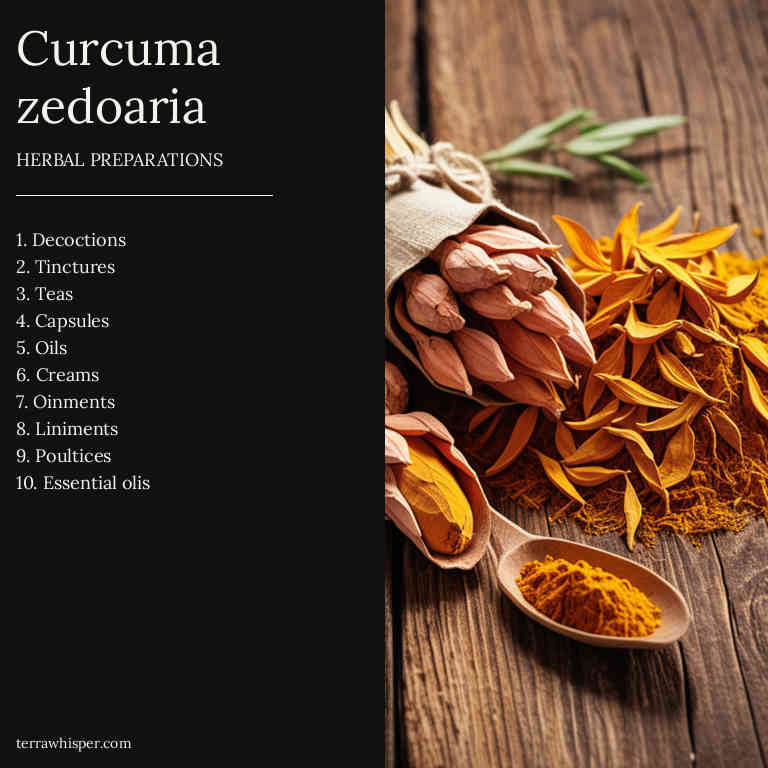 Curcuma
zedoaria
HERBAL PREPARATIONS
1. Decoctions
2. Tinctures
3. Teas
4. Capsules
5. Oils
6. Creams
7. Oinments
8. Liniments
9. Poultices
10. Essential olis
terrawhisper.com